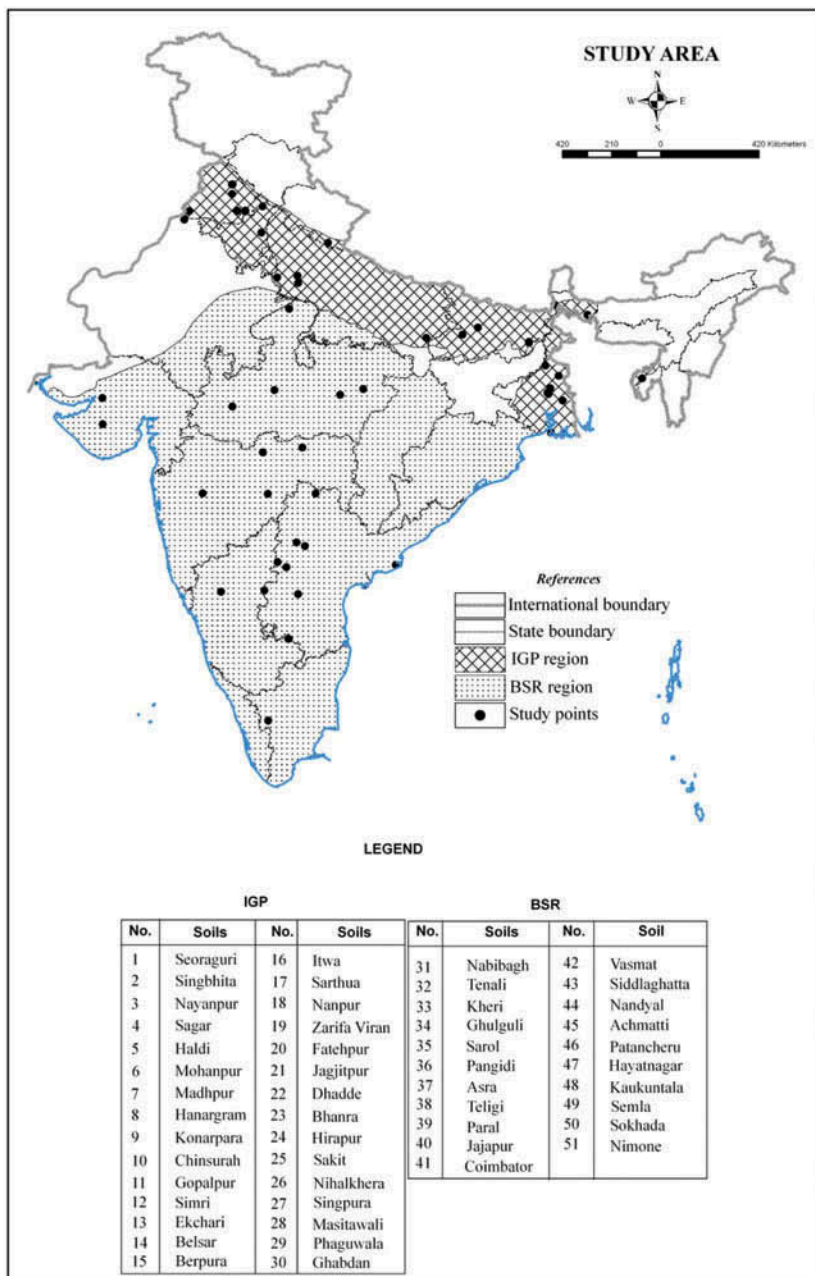 STUDY AREA
N
W E
S
420 210 0 420 Kilometers
References
International boundary
State boundary
IGP region
BSR region
Study points
LEGEND
IGP
No. Soils No. Soils
1 Seoraguri 16 Itwa
2 Singbhita 17 Sarthua
3 Nayanpur 18 Nanpur
4 Sagar 19 Zarifa Viran
5 Haldi 20 Fatehpur
6 Mohanpur 21 Jagjitpur
7 Madhpur 22 Dhadde
8 Hanargram 23 Bhanra
9 Konarpara 24 Hirapur
10 Chinsurah 25 Sakit
11 Gopalpur 26 Nihalkhera
12 Simri 27 Singpura
13 Ekchari 28 Masitawali
14 Belsar 29 Phaguwala
15 Berpura 30 Ghabdan
BSR
No. Soils No. Soil
31 Nabibagh 42 Vasmat
32 Tenali 43 Siddlaghatta
33 Kheri 44 Nandyal
34 Ghulguli 45 Achmatti
35 Sarol 46 Patancheru
36 Pangidi 47 Hayatnagar
37 Asra 48 Kaukuntala
38 Teligi 49 Semla
39 Paral 50 Sokhada
40 Jajapur 51 Nimone
41 Coimbator